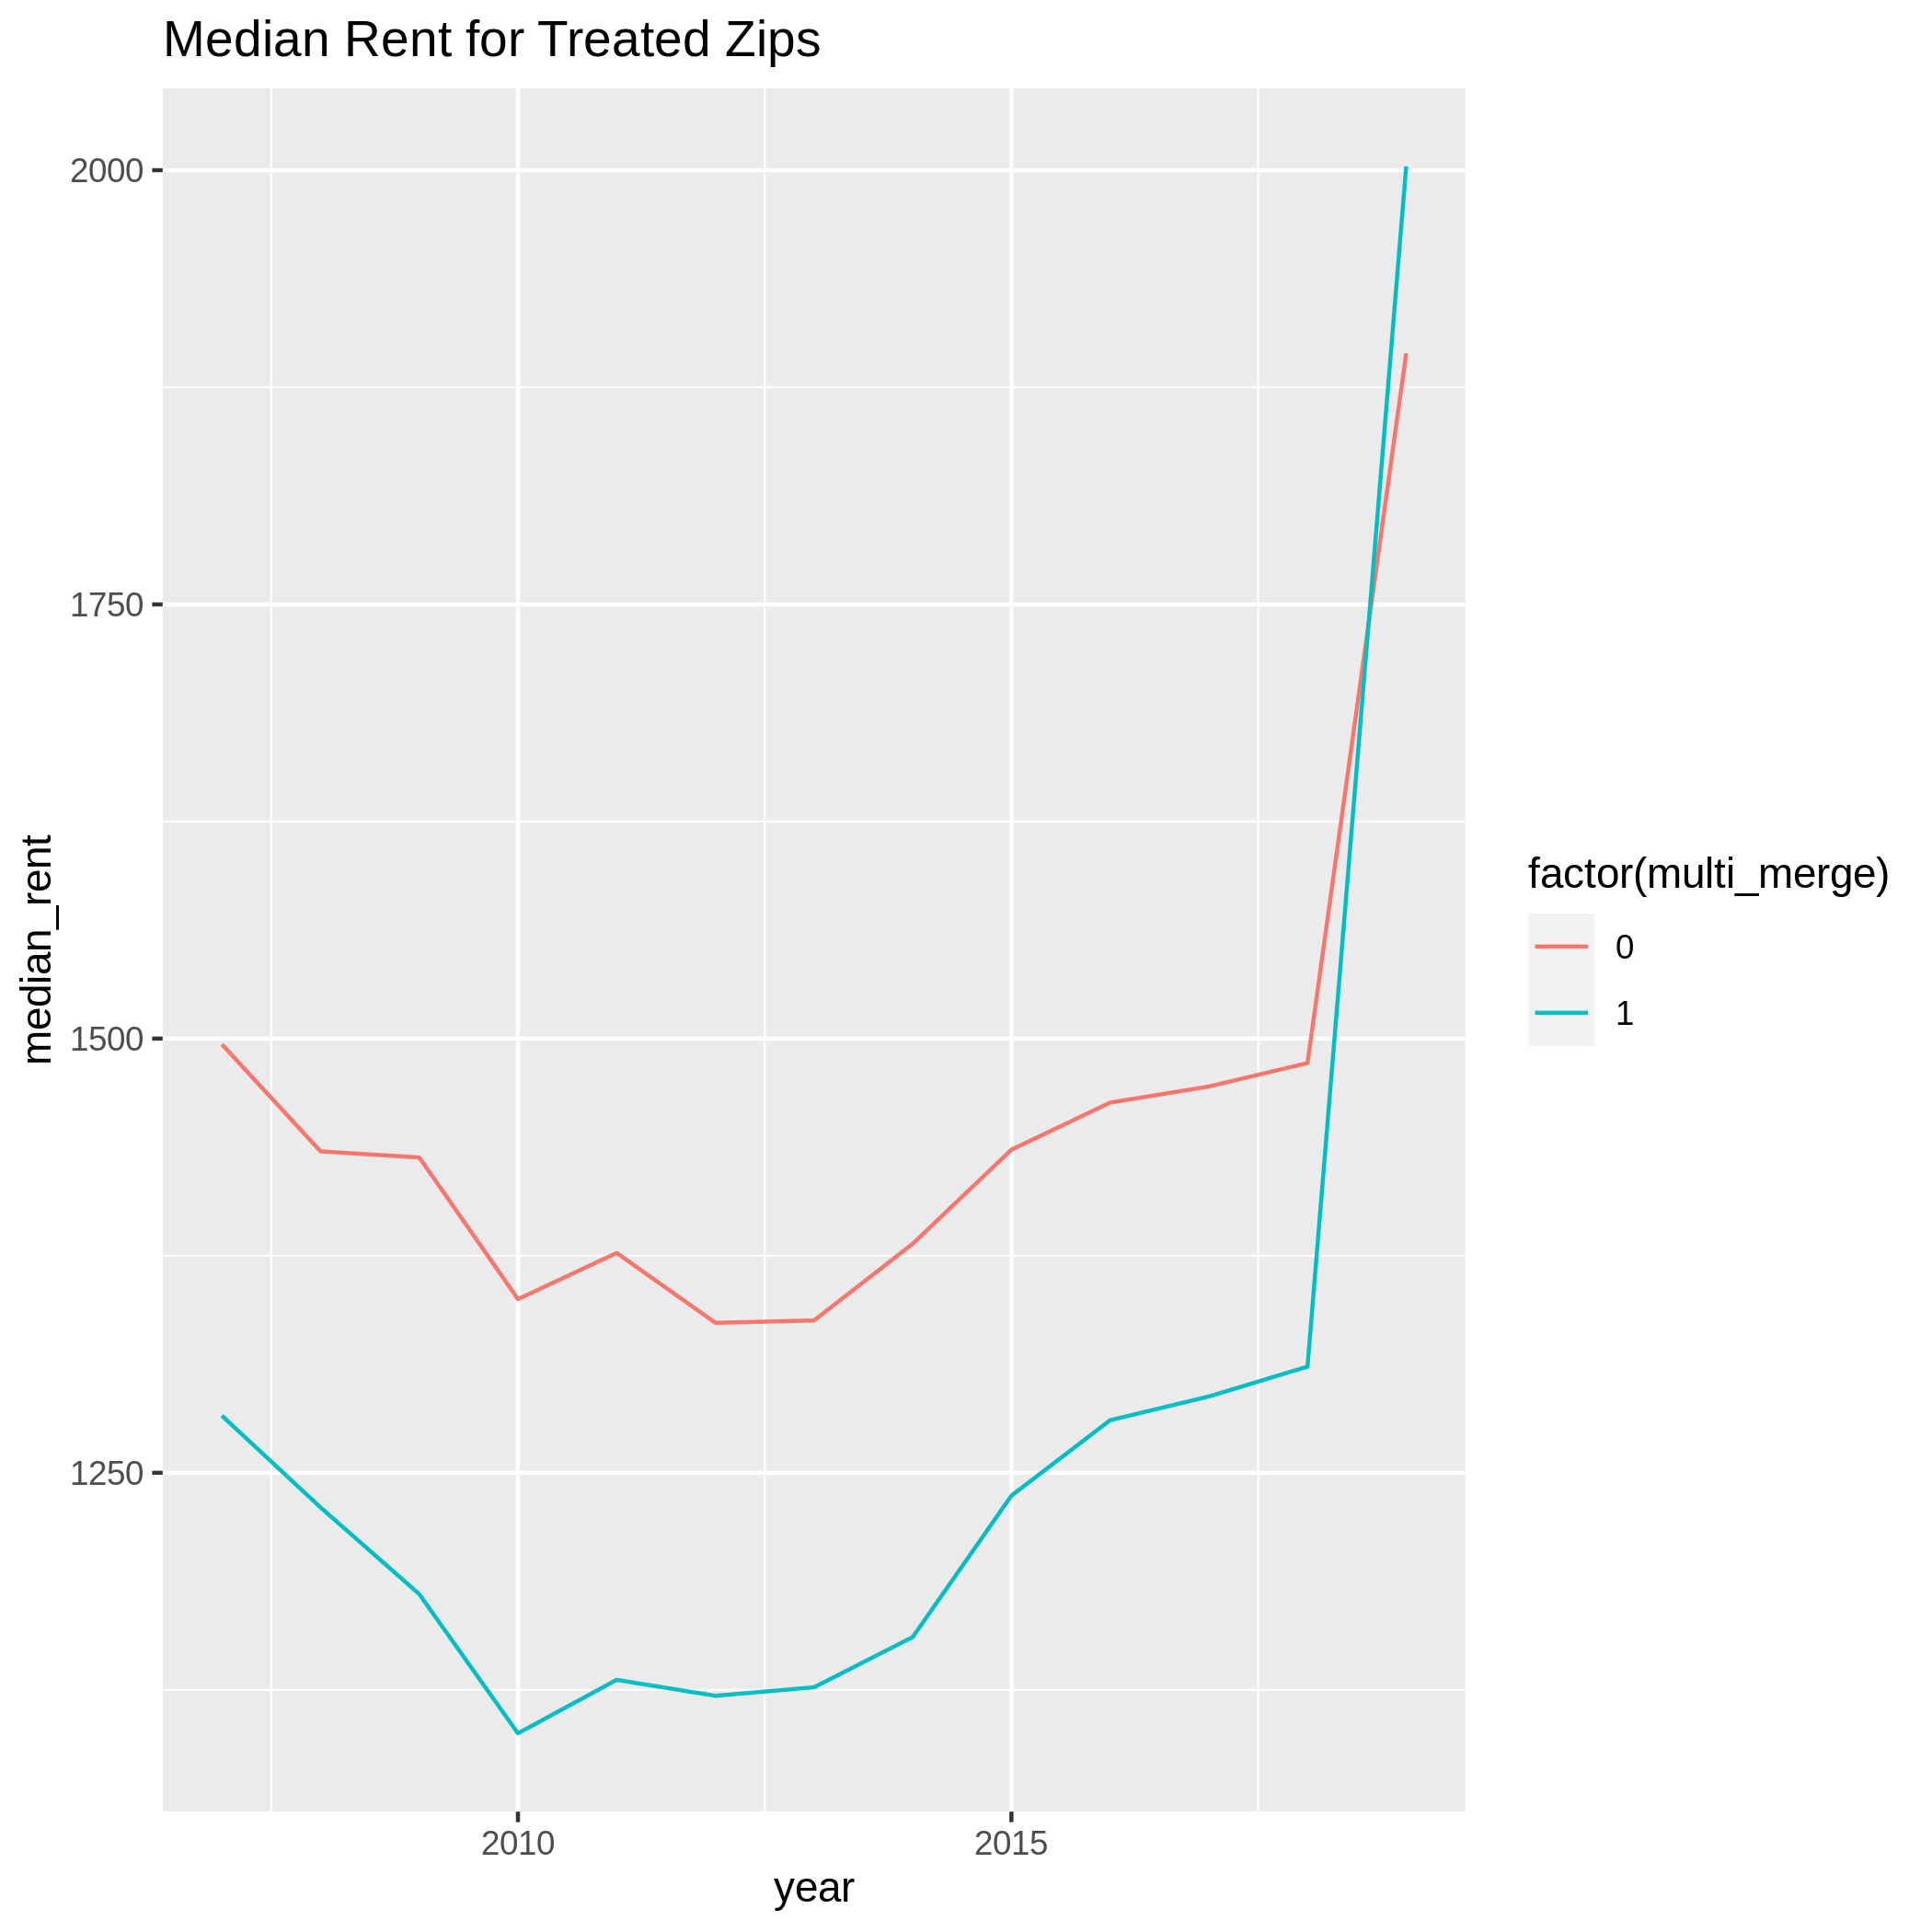 Median Rent for Treated Zips
2000
1750
1500
1250
median_rent
2010
2015
year
factor(multi_merge)
0
1